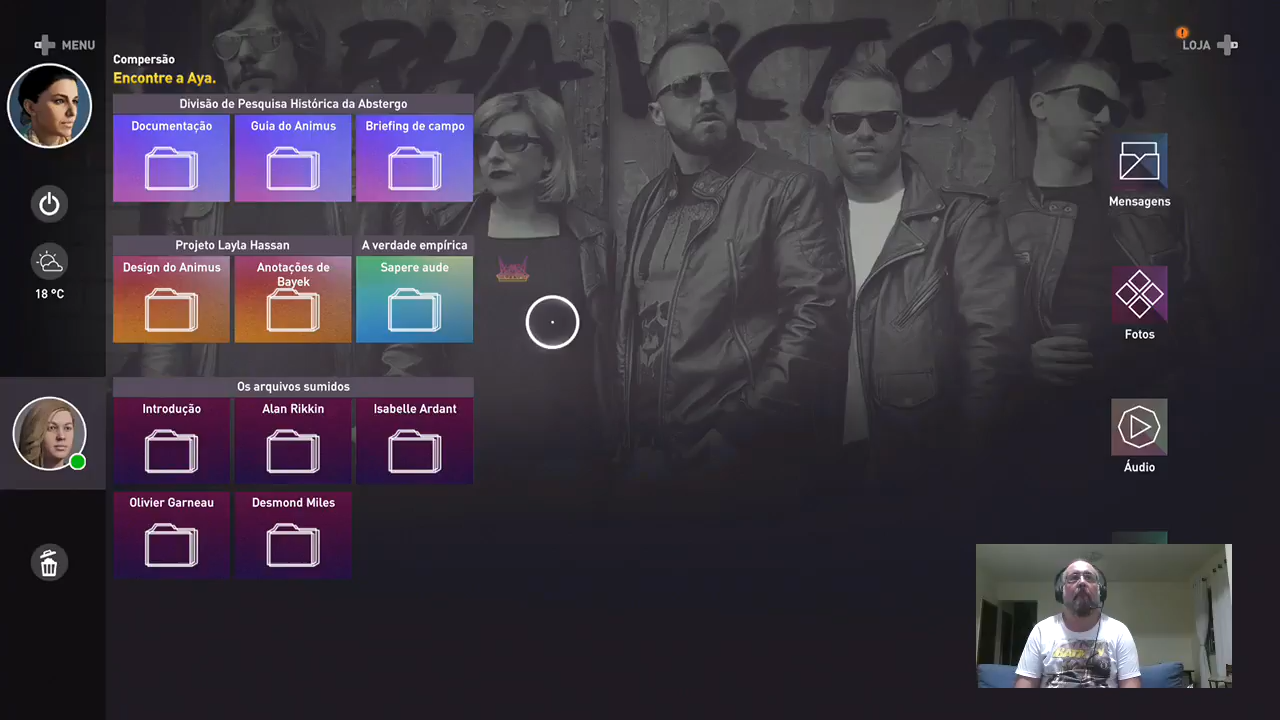 MENU
LOJA
Compersão
Encontre a Aya.
Divisão de Pesquisa Histórica da Abstergo
Documentação
Guia do Animus
Briefing de campo
Projeto Layla Hassan
A verdade empírica
Design do Animus
Anotações de
Bayek
Sapere aude
18 °C
Os arquivos sumidos
Introdução
Alan Rikkin
Isabelle Ardant
Olivier Garneau
Desmond Miles
Mensagens
Fotos
Áudio